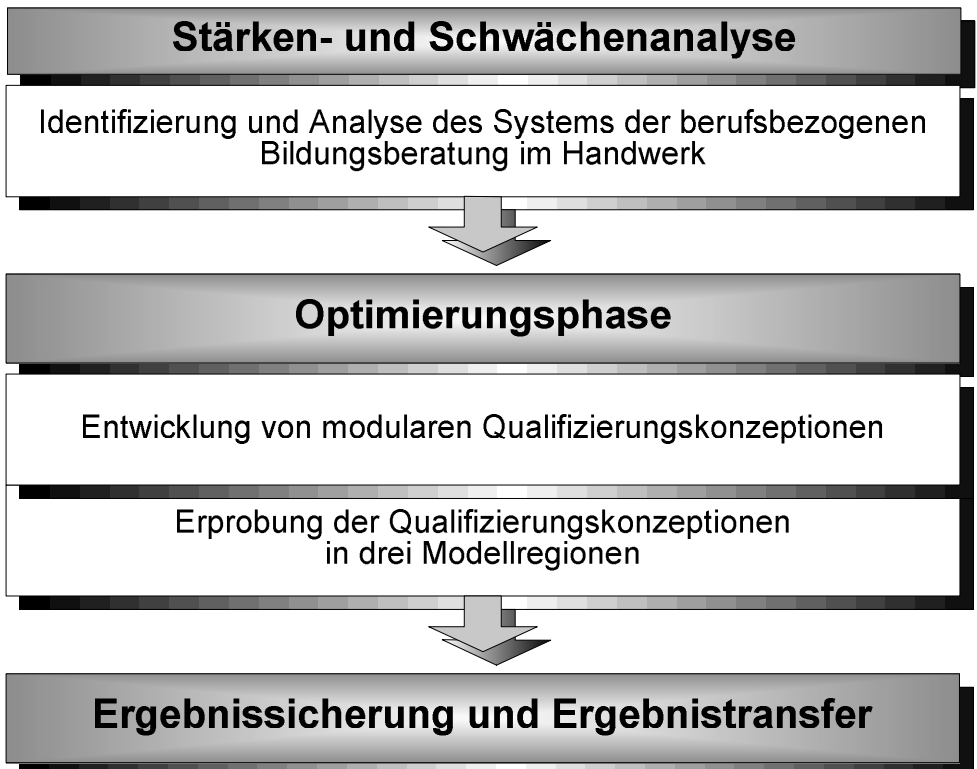 Stärken- und Schwächenanalyse
Identifizierung und Analyse des Systems der berufsbezogenen
Bildungsberatung im Handwerk
Optimierungsphase
Entwicklung von modularen Qualifizierungskonzeptionen
Erprobung der Qualifizierungskonzeptionen
in drei Modellregionen
Ergebnissicherung und Ergebnistransfer